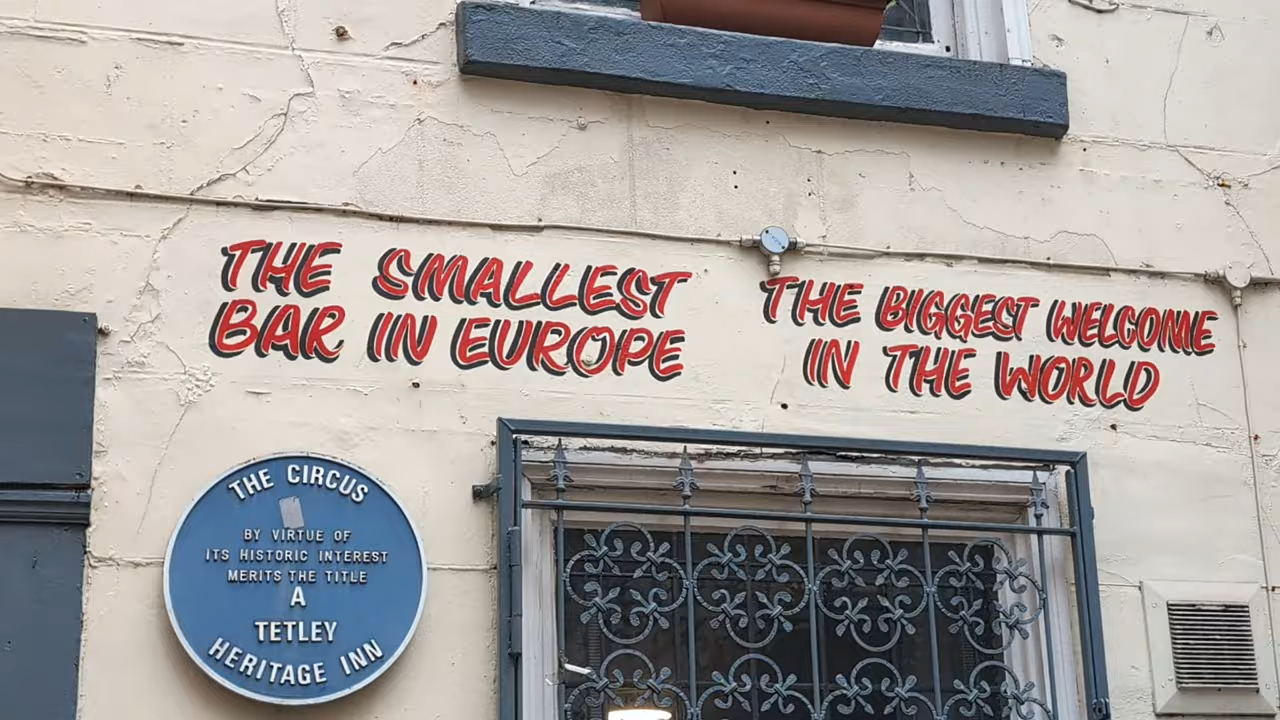 THE SMALLEST
BAR IN EUROPE
THE BIGGEST WELCOME
IN THE WORLD
THE CIRCUS
BY VIRTUE OF
ITS HISTORIC INTEREST
MERITS THE TITLE
A
TETLEY
HERITAGE INN